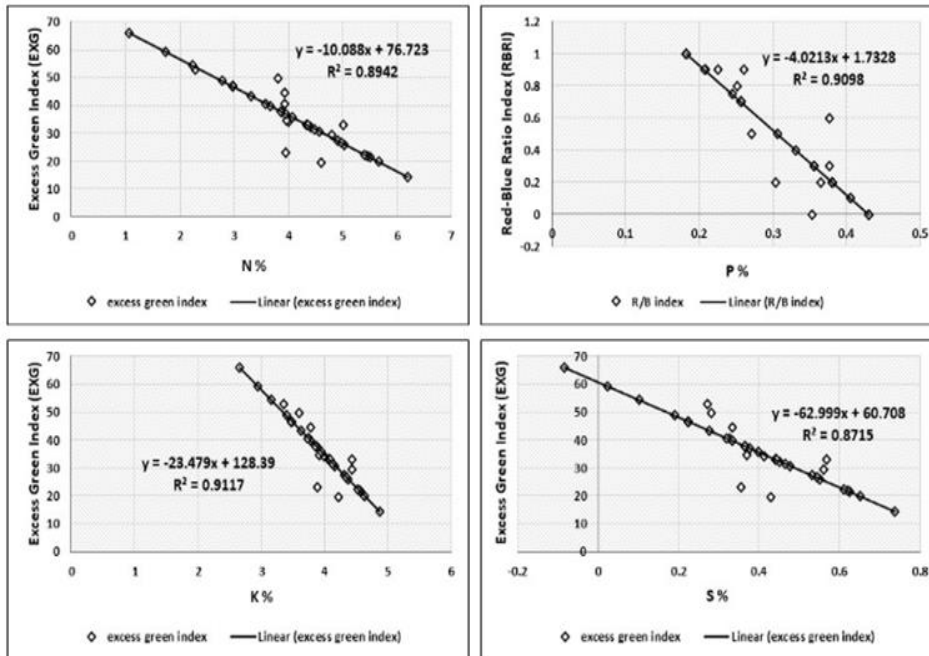 70
60
50
40
30
20
10
0
Excess Green Index (EXG)
y = -10.088x + 76.723
R² = 0.8942
0 1 2 3 4 5 6 7
N %
excess green index Linear (excess green index)
1.2
1
0.8
0.6
0.4
0.2
0
-0.2
Red-Blue Ratio Index (RBRI)
y = -4.0213x + 1.7328
R² = 0.9098
0 0.1 0.2 0.3 0.4 0.5
P %
R/B index Linear (R/B index)
70
60
50
40
30
20
10
0
Excess Green Index (EXG)
y = -23.479x + 128.39
R² = 0.9117
0 1 2 3 4 5 6
K %
excess green index Linear (excess green index)
70
60
50
40
30
20
10
0
Excess Green Index (EXG)
y = -62.999x + 60.708
R² = 0.8715
-0.2 0 0.2 0.4 0.6 0.8
S %
excess green index Linear (excess green index)